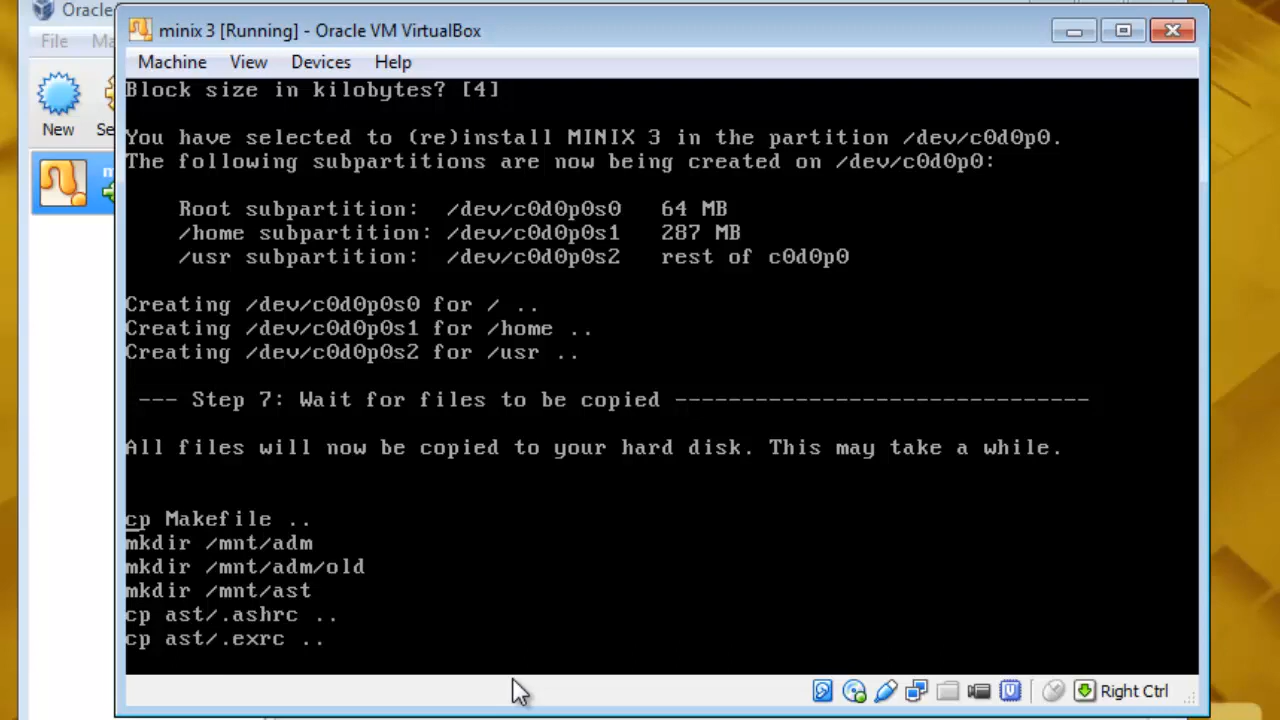 Oracle
minix 3 [Running] - Oracle VM VirtualBox
File
Machine View Devices Help
New
Block size in kilobytes? [4]
You have selected to (re)install MINIX 3 in the partition /dev/c0d0p0.
The following subpartitions are now being created on /dev/c0d0p0:
Root subpartition: /dev/c0d0p0s0 64 MB
/home subpartition: /dev/c0d0p0s1 287 MB
/usr subpartition: /dev/c0d0p0s2 rest of c0d0p0
Creating /dev/c0d0p0s0 for / ..
Creating /dev/c0d0p0s1 for /home ..
Creating /dev/c0d0p0s2 for /usr ..
--- Step 7: Wait for files to be copied -------------------------------
All files will now be copied to your hard disk. This may take a while.
cp Makefile ..
mkdir /mnt/adm
mkdir /mnt/adm/old
mkdir /mnt/ast
cp ast/.ashrc ..
cp ast/.exrc ..
Right Ctrl